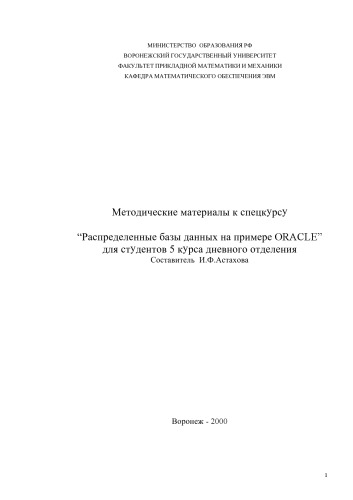 МИНИСТЕРСТВО ОБРАЗОВАНИЯ РФ
ВОРОНЕЖСКИЙ ГОСУДАРСТВЕННЫЙ УНИВЕРСИТЕТ
ФАКУЛЬТЕТ ПРИКЛАДНОЙ МАТЕМАТИКИ И МЕХАНИКИ
КАФЕДРА МАТЕМАТИЧЕСКОГО ОБЕСПЕЧЕНИЯ ЭВМ
Методические материалы к спецкурсу
“Распределенные базы данных на примере ORACLE”
для студентов 5 курса дневного отделения
Составитель И.Ф.Астахова
Воронеж - 2000
1